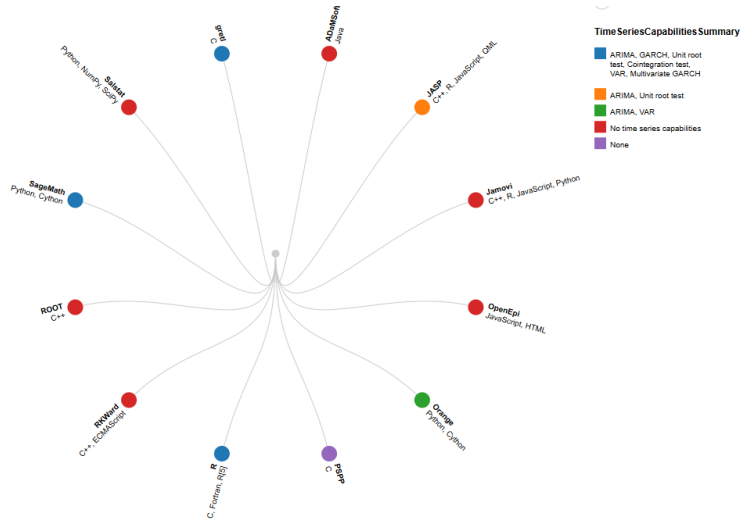 TimeSeriesCapabilities Summary
ARIMA, GARCH, Unit root
test, Cointegration test,
VAR, Multivariate GARCH
ARIMA, Unit root test
ARIMA, VAR
No time series capabilities
None
gretl
C
ADaMSoft
Java
JASP
C++, R, JavaScript, QML
Jamovi
C++, R, JavaScript, Python
OpenEpi
JavaScript, HTML
Orange
Python, Cython
PSPP
C
R
C, Fortran, R[5]
RKWard
C++, ECMAScript
ROOT
C++
SageMath
Python, Cython
Salstat
Python, NumPy, SciPy